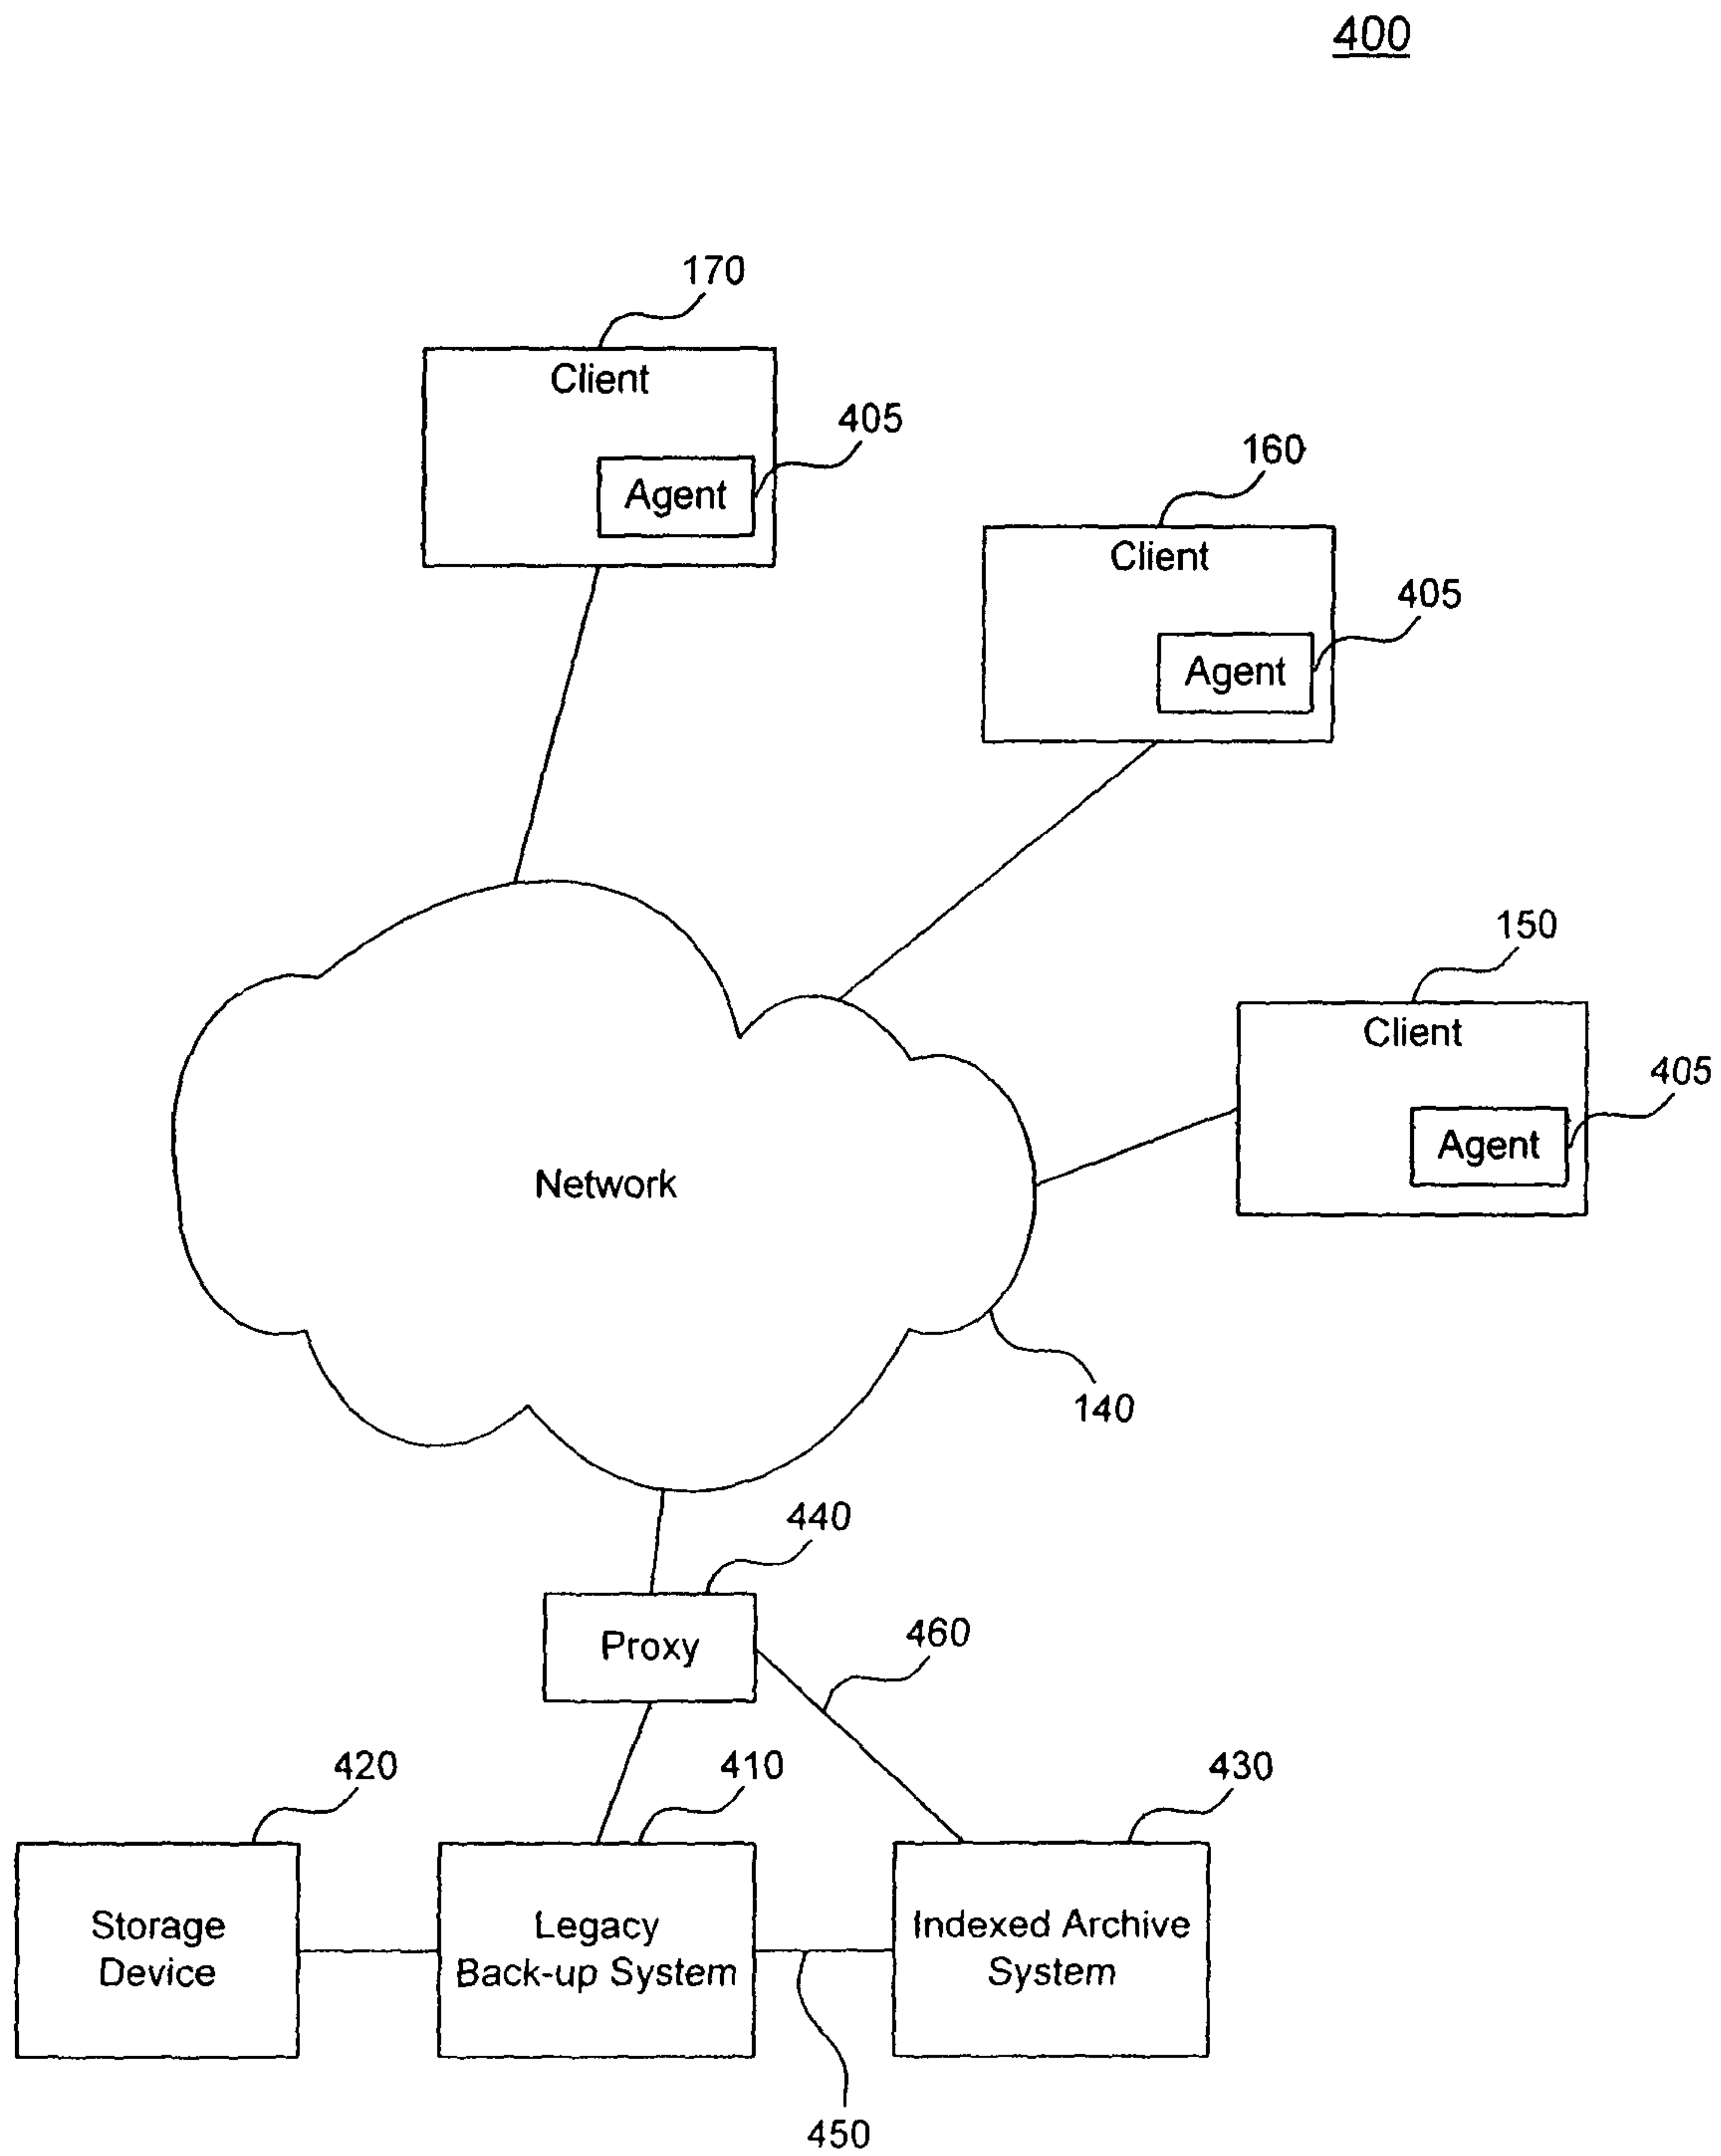 400
170
Client
405
Agent
160
Client
405
Agent
150
Client
405
Agent
Network
140
440
Proxy
460
420
410
430
Storage
Device
Legacy
Back-up System
Indexed Archive
System
450